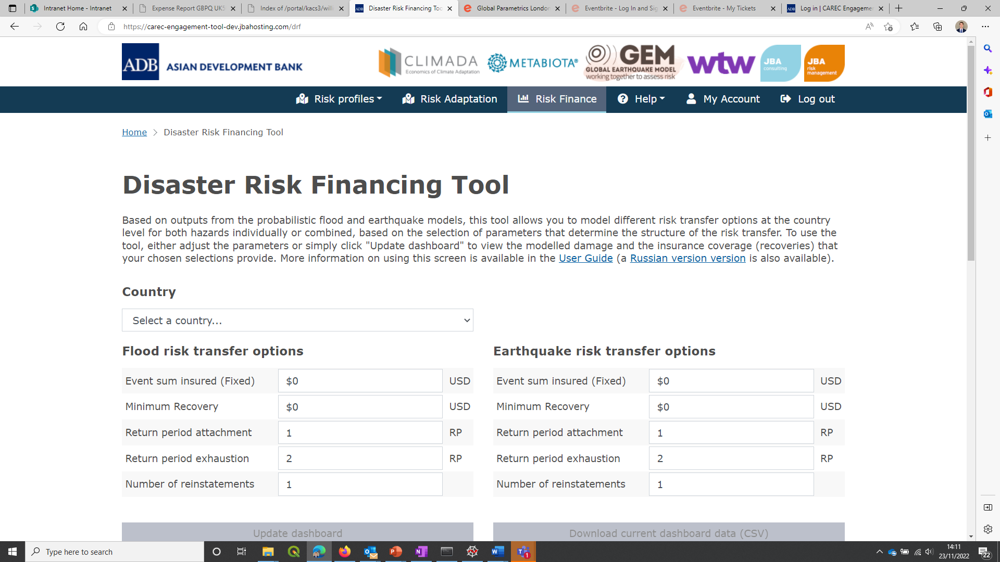 Intranet Home - Intranet
Expense Report GBPQ UK5
Index of /portal/kacs3/willi
ADB Disaster Risk Financing Too
Global Parametrics London
Eventbrite - Log In and Sig
Eventbrite - My Tickets
ADB Log in | CAREC Engagemen
https://carec-engagement-tool-dev.jbahosting.com/drf
ADB ASIAN DEVELOPMENT BANK
CLIMADA
Economics of Climate Adaptation
METABIOTA®
GEM
GLOBAL EARTHQUAKE MODEL
working together to assess risk
wtw
JBA
consulting
JBA
risk
management
Risk profiles
Risk Adaptation
Risk Finance
Help
My Account
Log out
Home > Disaster Risk Financing Tool
Disaster Risk Financing Tool
Based on outputs from the probabilistic flood and earthquake models, this tool allows you to model different risk transfer options at the country
level for both hazards individually or combined, based on the selection of parameters that determine the structure of the risk transfer. To use the
tool, either adjust the parameters or simply click "Update dashboard" to view the modelled damage and the insurance coverage (recoveries) that
your chosen selections provide. More information on using this screen is available in the User Guide (a Russian version version is also available).
Country
Select a country...
Flood risk transfer options
Event sum insured (Fixed) $0 USD
Minimum Recovery $0 USD
Return period attachment 1 RP
Return period exhaustion 2 RP
Number of reinstatements 1
Update dashboard
Earthquake risk transfer options
Event sum insured (Fixed) $0 USD
Minimum Recovery $0 USD
Return period attachment 1 RP
Return period exhaustion 2 RP
Number of reinstatements 1
Download current dashboard data (CSV)
Type here to search
14:11
23/11/2022
22